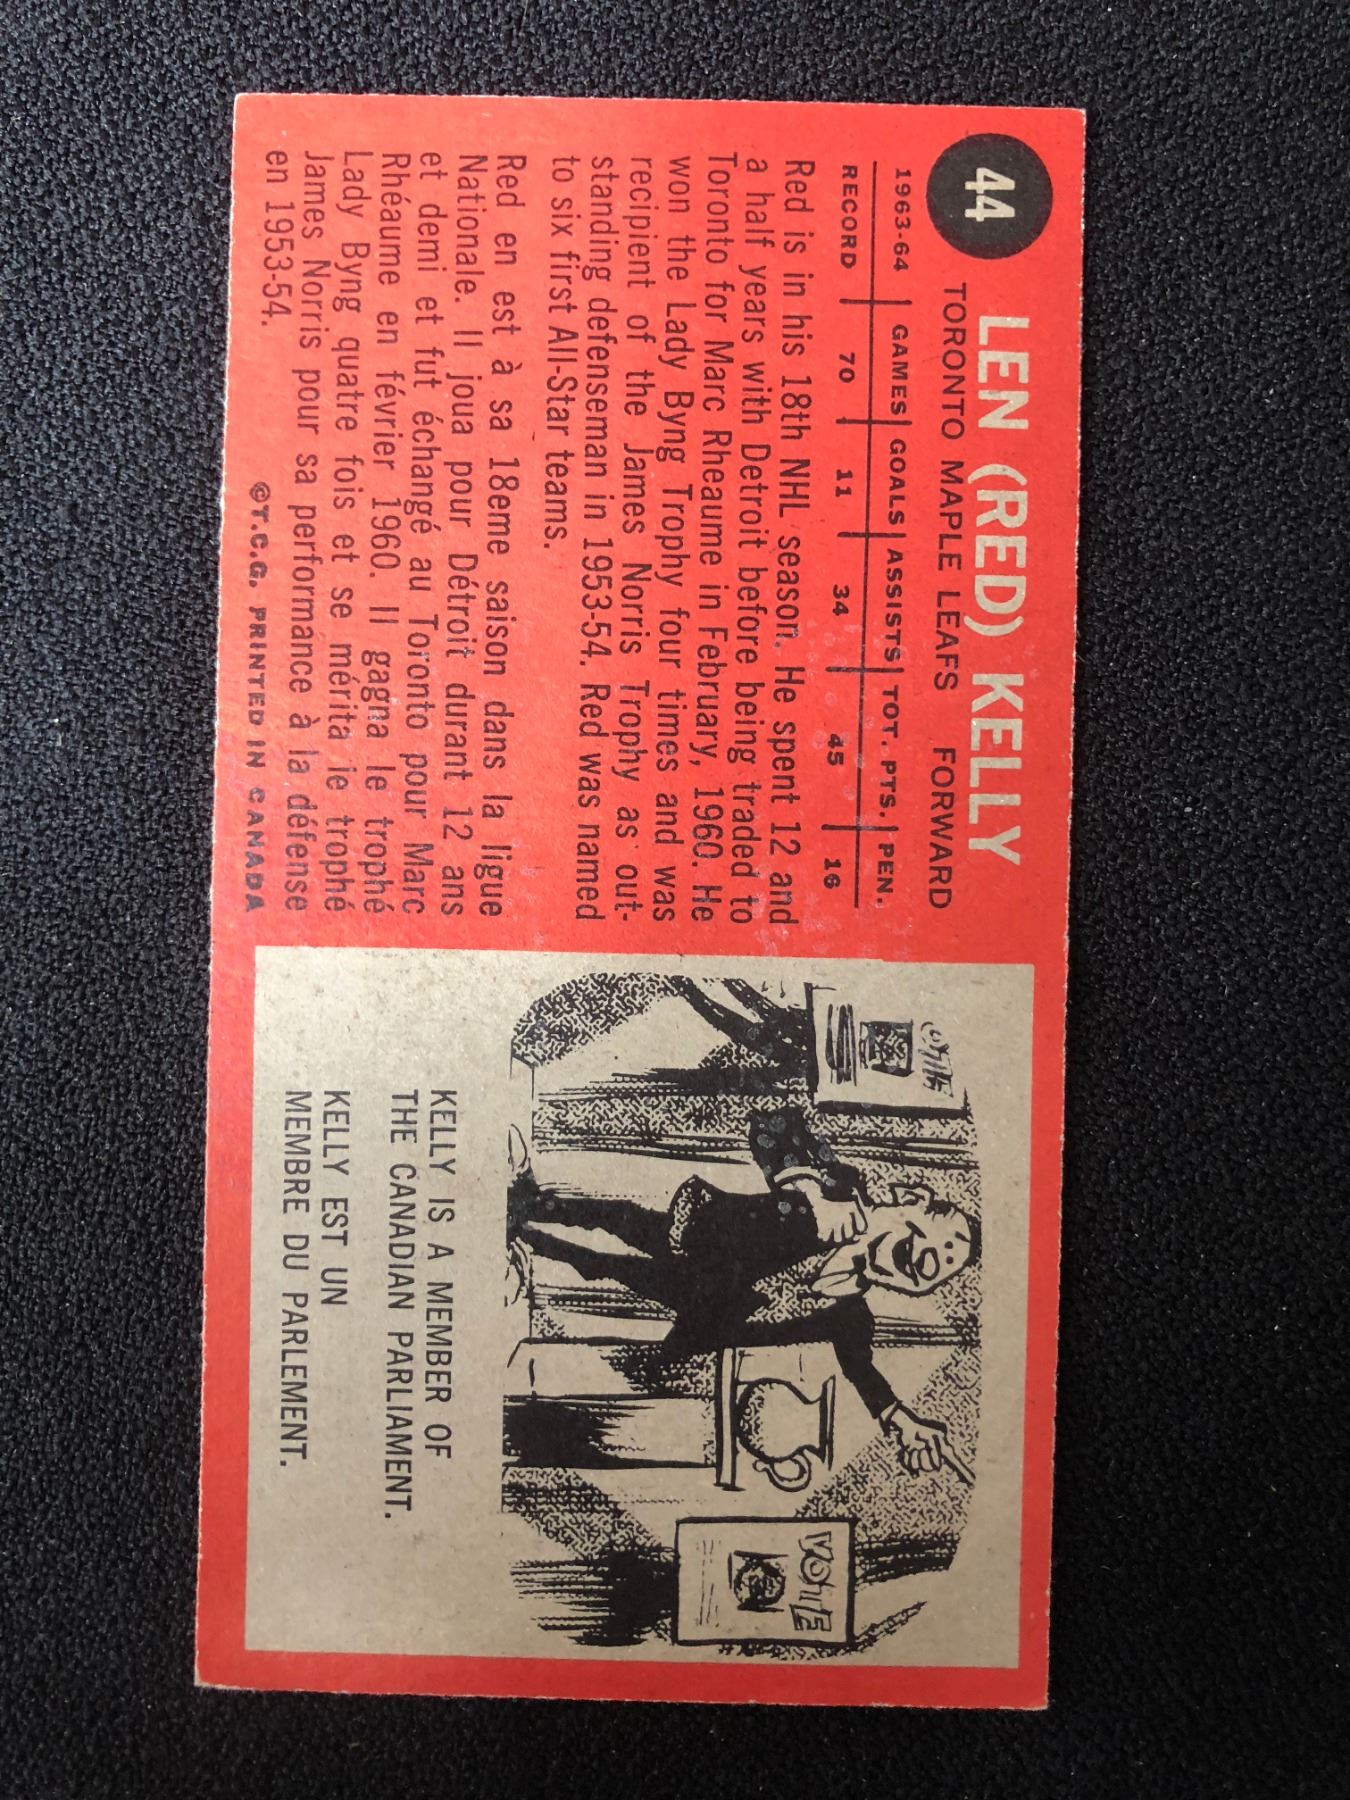 44
LEN (RED) KELLY
TORONTO MAPLE LEAFS FORWARD
1963-64 GAMES GOALS ASSISTS TOT. PTS. PEN.
RECORD 70 11 34 45 16
Red is in his 18th NHL season. He spent 12 and
a half years with Detroit before being traded to
Toronto for Marc Rheaume in February, 1960. He
won the Lady Byng Trophy four times and was
recipient of the James Norris Trophy as out-
standing defenseman in 1953-54. Red was named
to six first All-Star teams.
Red en est à sa 18eme saison dans la ligue
Nationale. Il joua pour Détroit durant 12 ans
et demi et fut échangé au Toronto pour Marc
Rhéaume en février 1960. Il gagna le trophé
Lady Byng quatre fois et se mérita le trophé
James Norris pour sa performance à la défense
en 1953-54.
©T.C.G. PRINTED IN CANADA
VOTE
KELLY IS A MEMBER OF
THE CANADIAN PARLIAMENT.
KELLY EST UN
MEMBRE DU PARLEMENT.